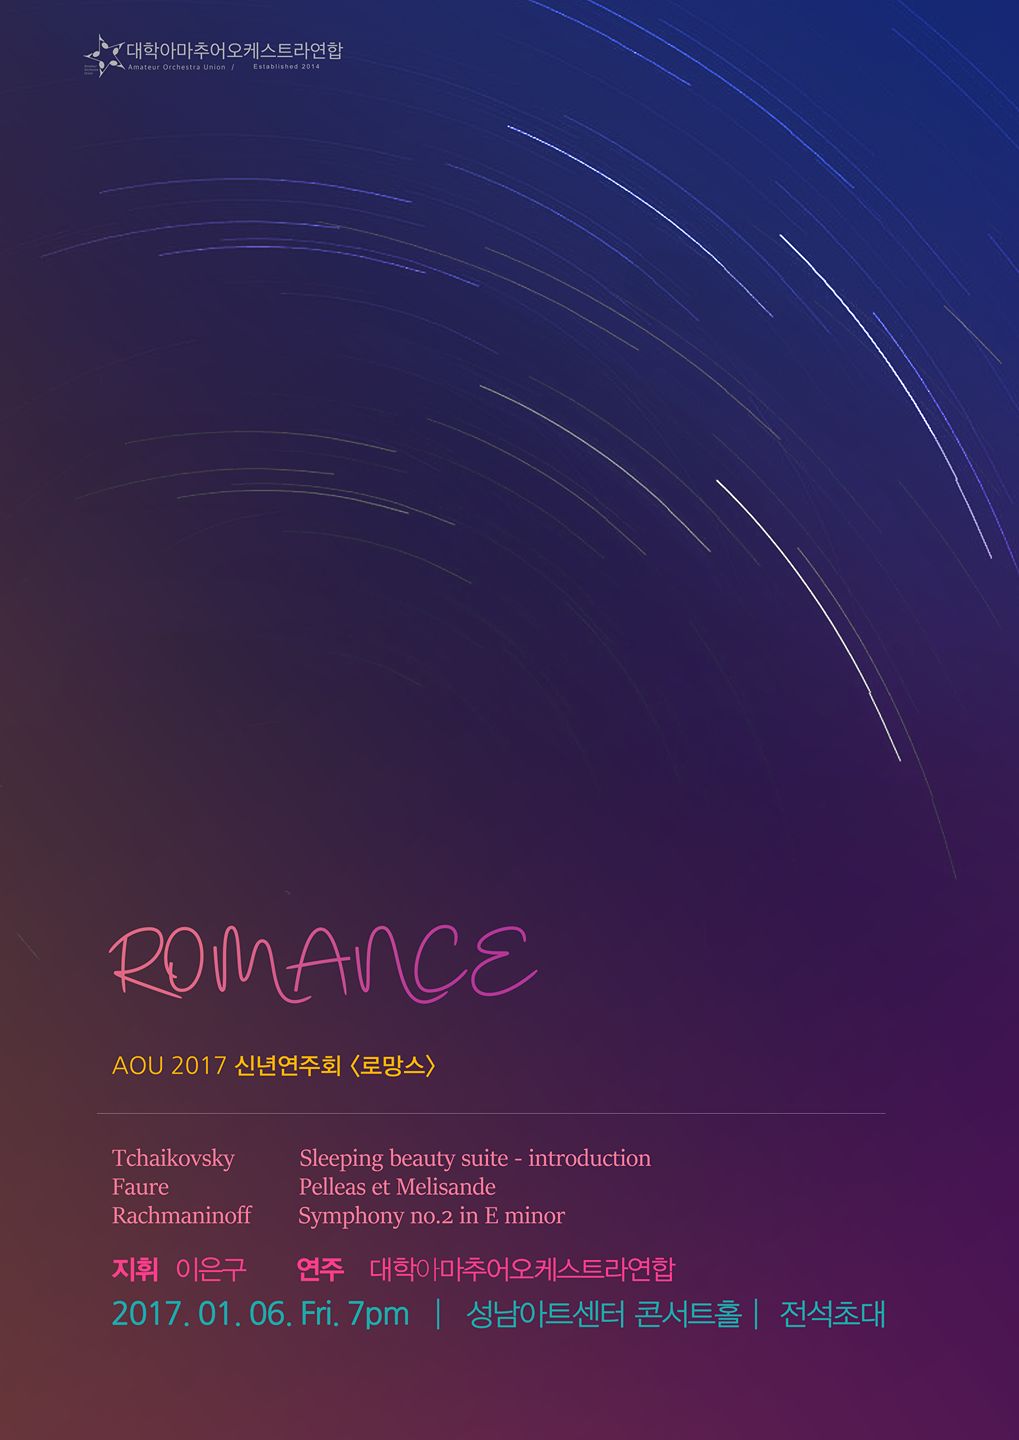 대학아마추어오케스트라연합
Amateur Orchestra Union / Established 2014
ROMANCE
AOU 2017 신년연주회 〈로망스〉
Tchaikovsky Sleeping beauty suite - introduction
Faure Pelleas et Melisande
Rachmaninoff Symphony no.2 in E minor
지휘 이은구 연주 대학아마추어오케스트라연합
2017. 01. 06. Fri. 7pm | 성남아트센터 콘서트홀 | 전석초대